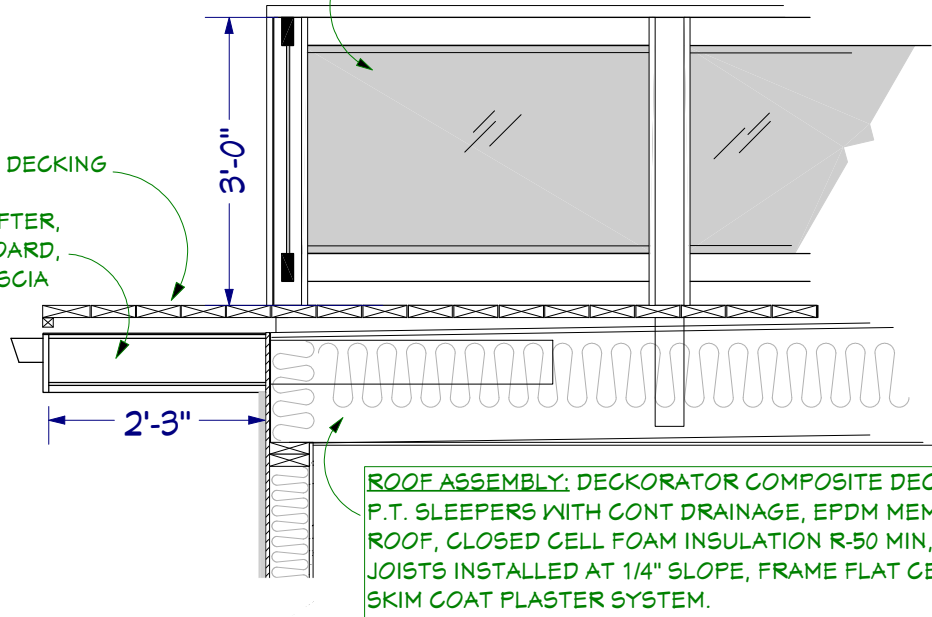 3'-0"
DECKING
FTER,
OARD,
SCIA
2'-3"
ROOF ASSEMBLY: DECKORATOR COMPOSITE DEC
P.T. SLEEPERS WITH CONT DRAINAGE, EPDM MEM
ROOF, CLOSED CELL FOAM INSULATION R-50 MIN,
JOISTS INSTALLED AT 1/4" SLOPE, FRAME FLAT CE
SKIM COAT PLASTER SYSTEM.